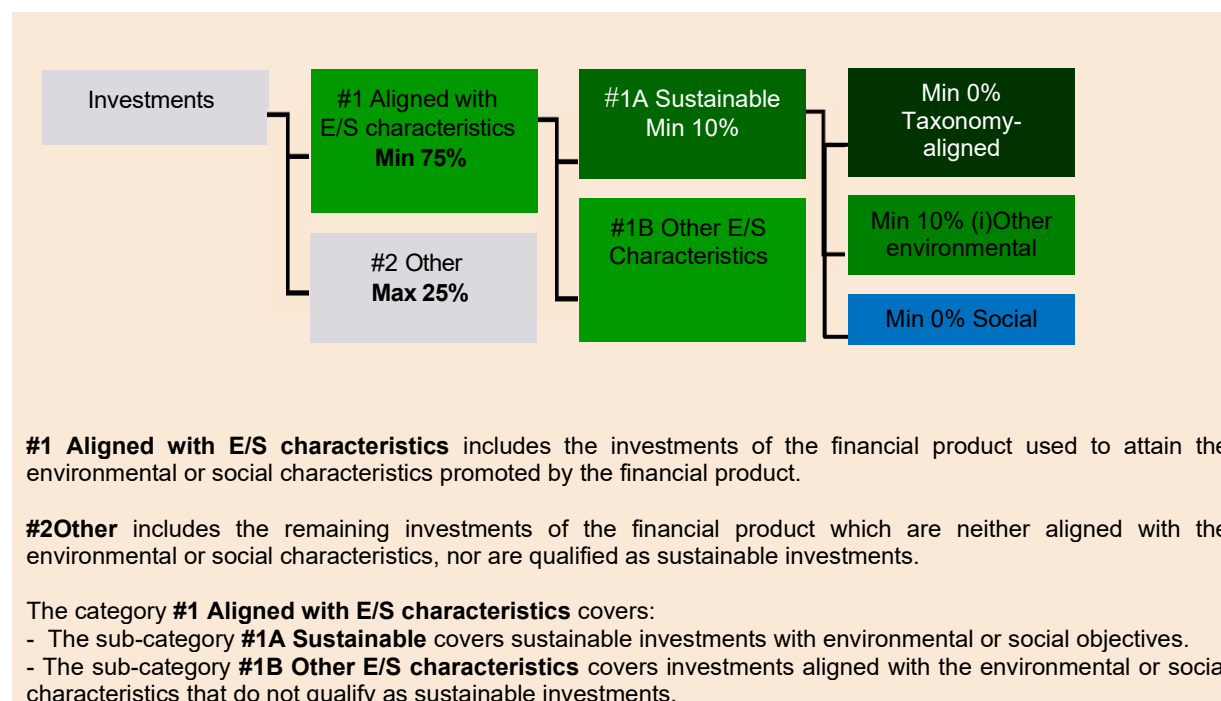 Investments
#1 Aligned with
E/S characteristics
Min 75%
#2 Other
Max 25%
#1A Sustainable
Min 10%
#1B Other E/S
Characteristics
Min 0%
Taxonomy-
aligned
Min 10% (i)Other
environmental
Min 0% Social
#1 Aligned with E/S characteristics includes the investments of the financial product used to attain the
environmental or social characteristics promoted by the financial product.
#2Other includes the remaining investments of the financial product which are neither aligned with the
environmental or social characteristics, nor are qualified as sustainable investments.
The category #1 Aligned with E/S characteristics covers:
- The sub-category #1A Sustainable covers sustainable investments with environmental or social objectives.
- The sub-category #1B Other E/S characteristics covers investments aligned with the environmental or social
characteristics that do not qualify as sustainable investments.